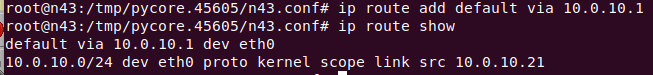 root@n43:/tmp/pycore.45605/n43.conf# ip route add default via 10.0.10.1
root@n43:/tmp/pycore.45605/n43.conf# ip route show
default via 10.0.10.1 dev eth0
10.0.10.0/24 dev eth0 proto kernel scope link src 10.0.10.21